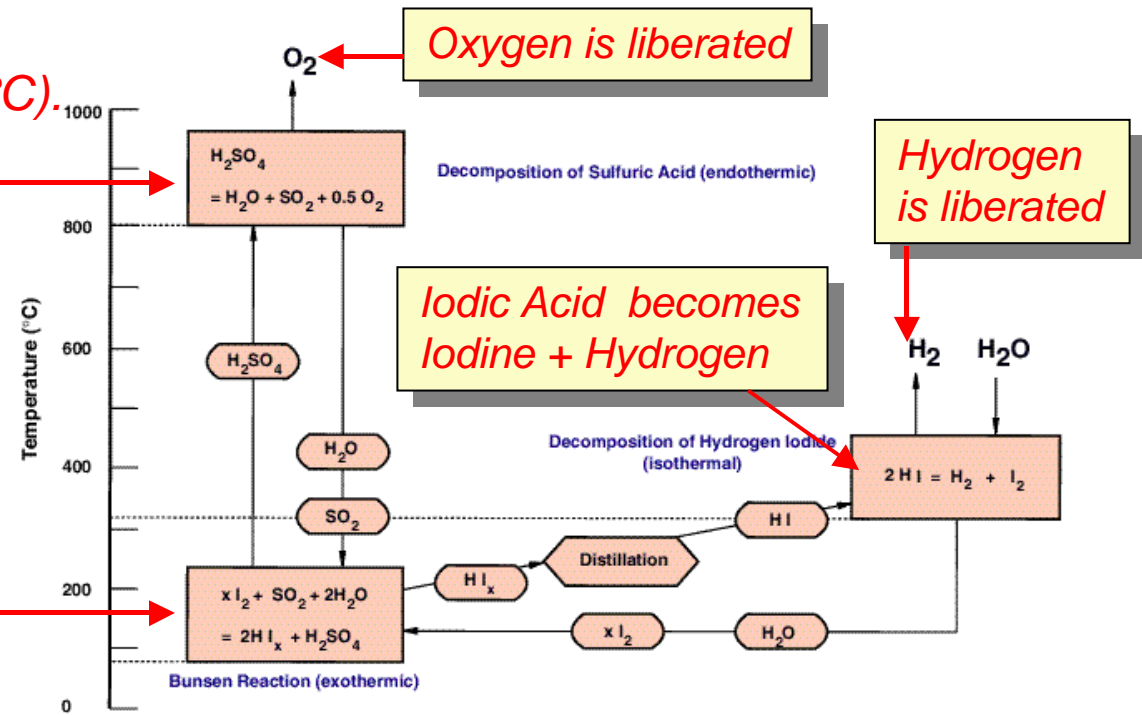 Oxygen is liberated
O₂
°C).
1000
H₂SO₄
= H₂O + SO₂ + 0.5 O₂
Decomposition of Sulfuric Acid (endothermic)
Hydrogen
is liberated
800
Iodic Acid becomes
Iodine + Hydrogen
Temperature (°C)
600
H₂SO₄
H₂ H₂O
H₂O
Decomposition of Hydrogen Iodide
(isothermal)
400
2 H I = H₂ + I₂
SO₂
H I
Distillation
H I ₓ
200
x I₂ + SO₂ + 2H₂O
= 2H I ₓ + H₂SO₄
x I₂
H₂O
Bunsen Reaction (exothermic)
0